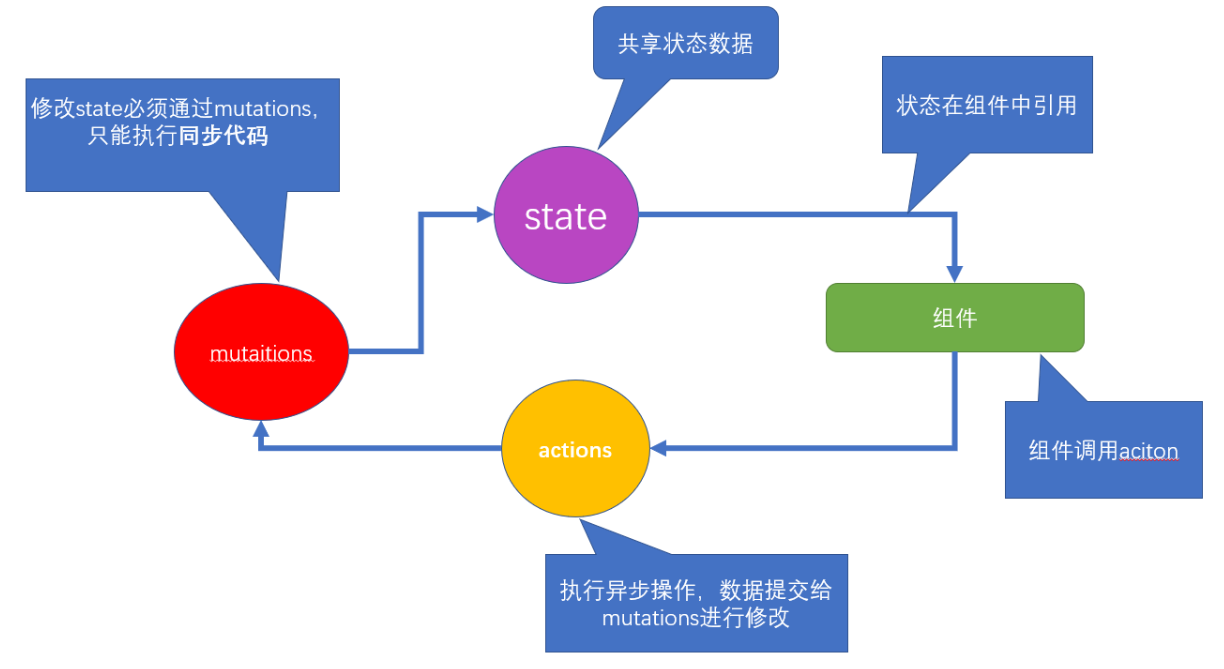 共享状态数据
修改state必须通过mutations,
只能执行同步代码
状态在组件中引用
state
组件
mutaitions
actions
组件调用aciton
执行异步操作，数据提交给
mutations进行修改